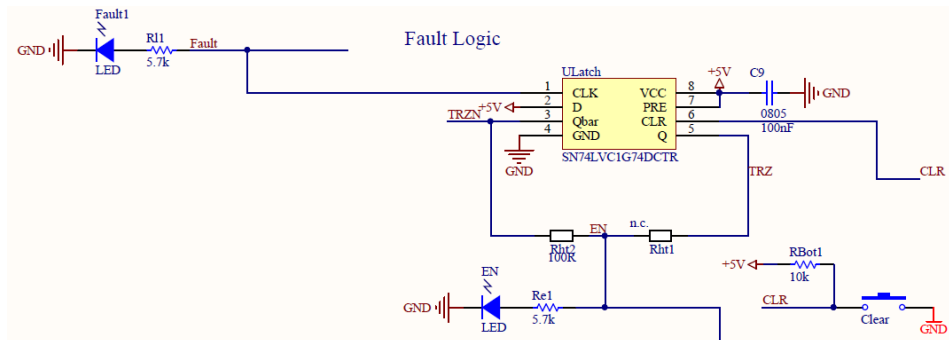 Fault1
Fault Logic
GND
LED
Rl1
5.7k
Fault
ULatch
+5V
C9
GND
0805
100nF
1 CLK VCC 8
+5V 2 D PRE 7
TRZN 3 Qbar CLR 6
4 GND Q 5
GND
SN74LVC1G74DCTR
TRZ
CLR
n.c.
EN
Rht2
100R
Rht1
+5V
RBot1
10k
EN
GND
LED
Re1
5.7k
CLR
Clear
GND